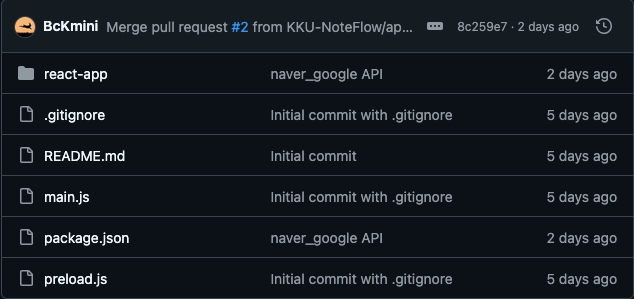 BcKmini Merge pull request #2 from KKU-NoteFlow/ap... 8c259e7 · 2 days ago
react-app naver_google API 2 days ago
.gitignore Initial commit with .gitignore 5 days ago
README.md Initial commit 5 days ago
main.js Initial commit with .gitignore 5 days ago
package.json naver_google API 2 days ago
preload.js Initial commit with .gitignore 5 days ago